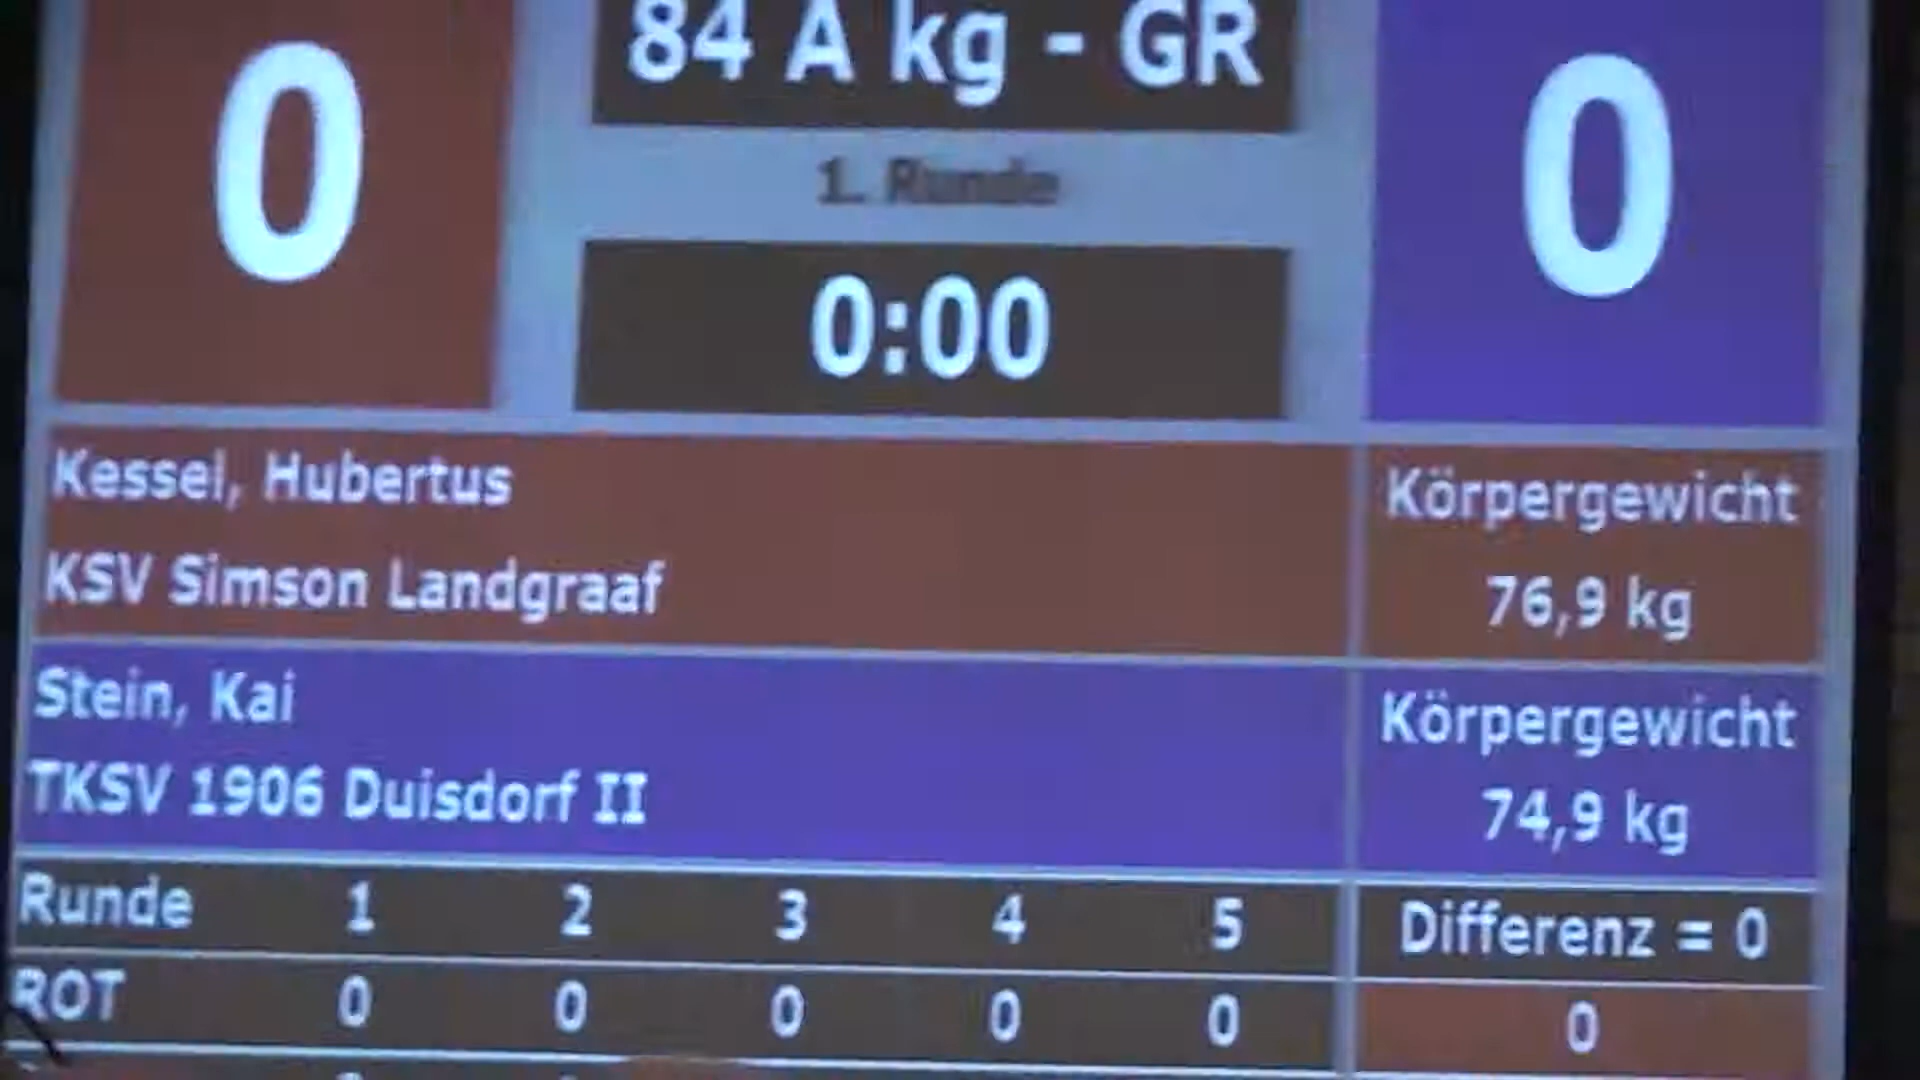 0
84 A kg - GR
0
1. Runde
0:00
Kessel, Hubertus
KSV Simson Landgraaf
Körpergewicht
76,9 kg
Stein, Kai
TKSV 1906 Duisdorf II
Körpergewicht
74,9 kg
Runde 1 2 3 4 5 Differenz = 0
ROT 0 0 0 0 0 0